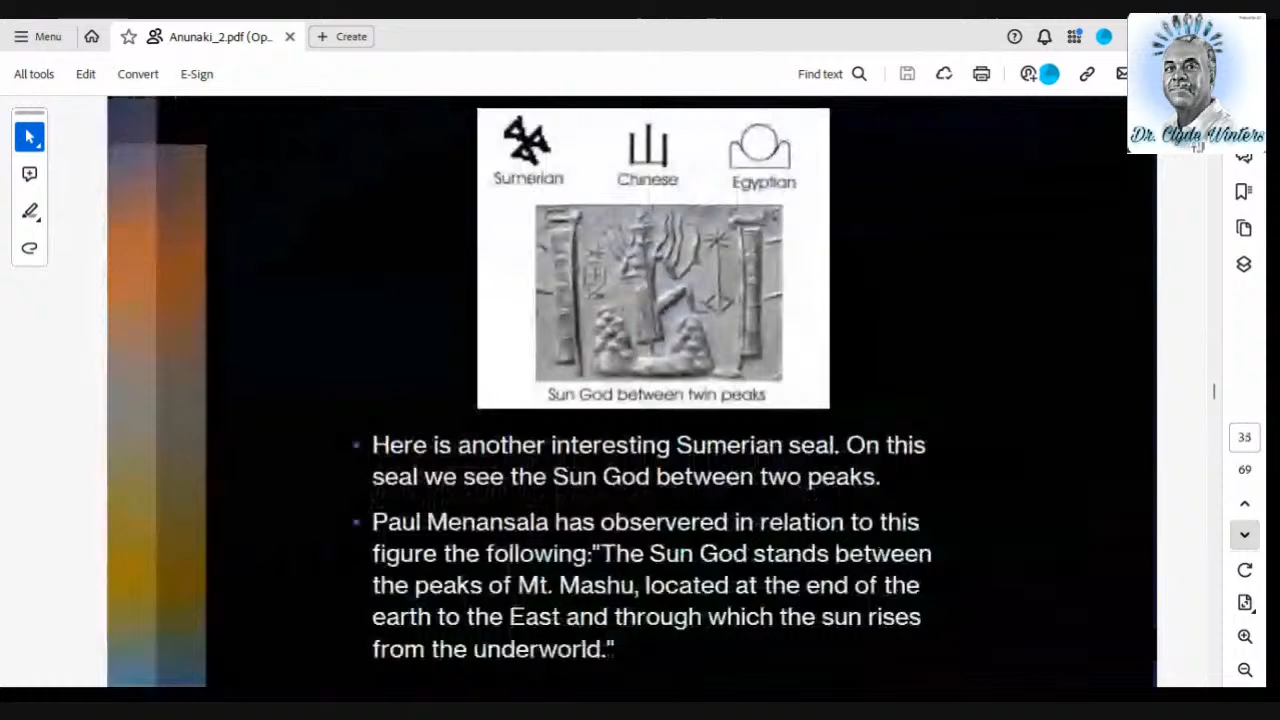 Menu
Anunaki_2.pdf (Op...
Create
All tools
Edit
Convert
E-Sign
Find text
Dr. Clyde Winters
Sumerian
Chinese
Egyptian
Sun God between twin peaks
Here is another interesting Sumerian seal. On this
seal we see the Sun God between two peaks.
Paul Menansala has observered in relation to this
figure the following:"The Sun God stands between
the peaks of Mt. Mashu, located at the end of the
earth to the East and through which the sun rises
from the underworld."
35
69